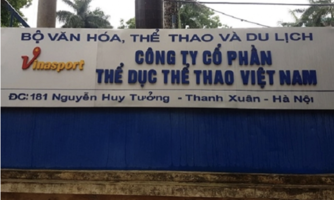 BỘ VĂN HÓA, THỂ THAO VÀ DU LỊCH
Vinasport
CÔNG TY CỔ PHẦN
THỂ DỤC THỂ THAO VIỆT NAM
ĐC: 181 Nguyễn Huy Tưởng - Thanh Xuân - Hà Nội